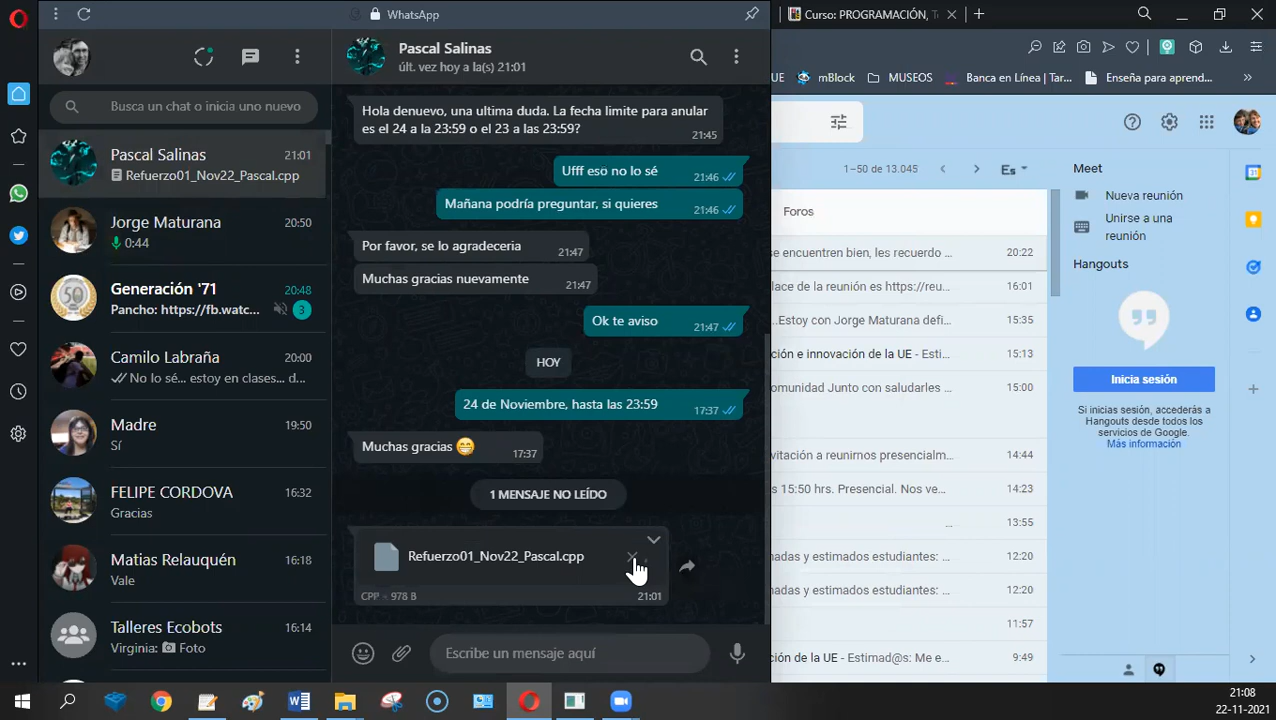 WhatsApp
Busca un chat o inicia uno nuevo
Pascal Salinas 21:01
Refuerzo01_Nov22_Pascal.cpp
Jorge Maturana 20:50
0:44
Generación '71 20:48
Pancho: https://fb.watc... 3
Camilo Labraña 20:00
No lo sé... estoy en clases... d...
Madre 19:50
Sí
FELIPE CORDOVA 16:32
Gracias
Matias Relauquén 16:18
Vale
Talleres Ecobots 16:14
Virginia: Foto
Pascal Salinas
últ. vez hoy a la(s) 21:01
Hola denuevo, una ultima duda. La fecha limite para anular
es el 24 a la 23:59 o el 23 a las 23:59?
21:45
Ufff eso no lo sé 21:46
Mañana podría preguntar, si quieres 21:46
Por favor, se lo agradeceria 21:47
Muchas gracias nuevamente 21:47
Ok te aviso 21:47
HOY
24 de Noviembre, hasta las 23:59 17:37
Muchas gracias 😁 17:37
1 MENSAJE NO LEÍDO
Refuerzo01_Nov22_Pascal.cpp
CPP • 978 B 21:01
Escribe un mensaje aquí
Curso: PROGRAMACIÓN, T
UE mBlock MUSEOS Banca en Línea | Tar... Enseña para aprend...
1–50 de 13.045 Es
Foros
se encuentren bien, les recuerdo ... 20:22
lace de la reunión es https://reu... 16:01
...Estoy con Jorge Maturana defi... 15:35
ción e innovación de la UE - Esti... 15:13
omunidad Junto con saludarles ... 15:00
vitación a reunirnos presencialm... 14:44
15:50 hrs. Presencial. Nos ve... 14:23
... 13:55
nadas y estimados estudiantes: ... 12:20
nadas y estimados estudiantes: ... 12:20
11:57
ión de la UE - Estimad@s: Me e... 9:49
Meet
Nueva reunión
Unirse a una
reunión
Hangouts
Inicia sesión
Si inicias sesión, accederás a
Hangouts desde todos los
servicios de Google.
Más información
21:08
22-11-2021